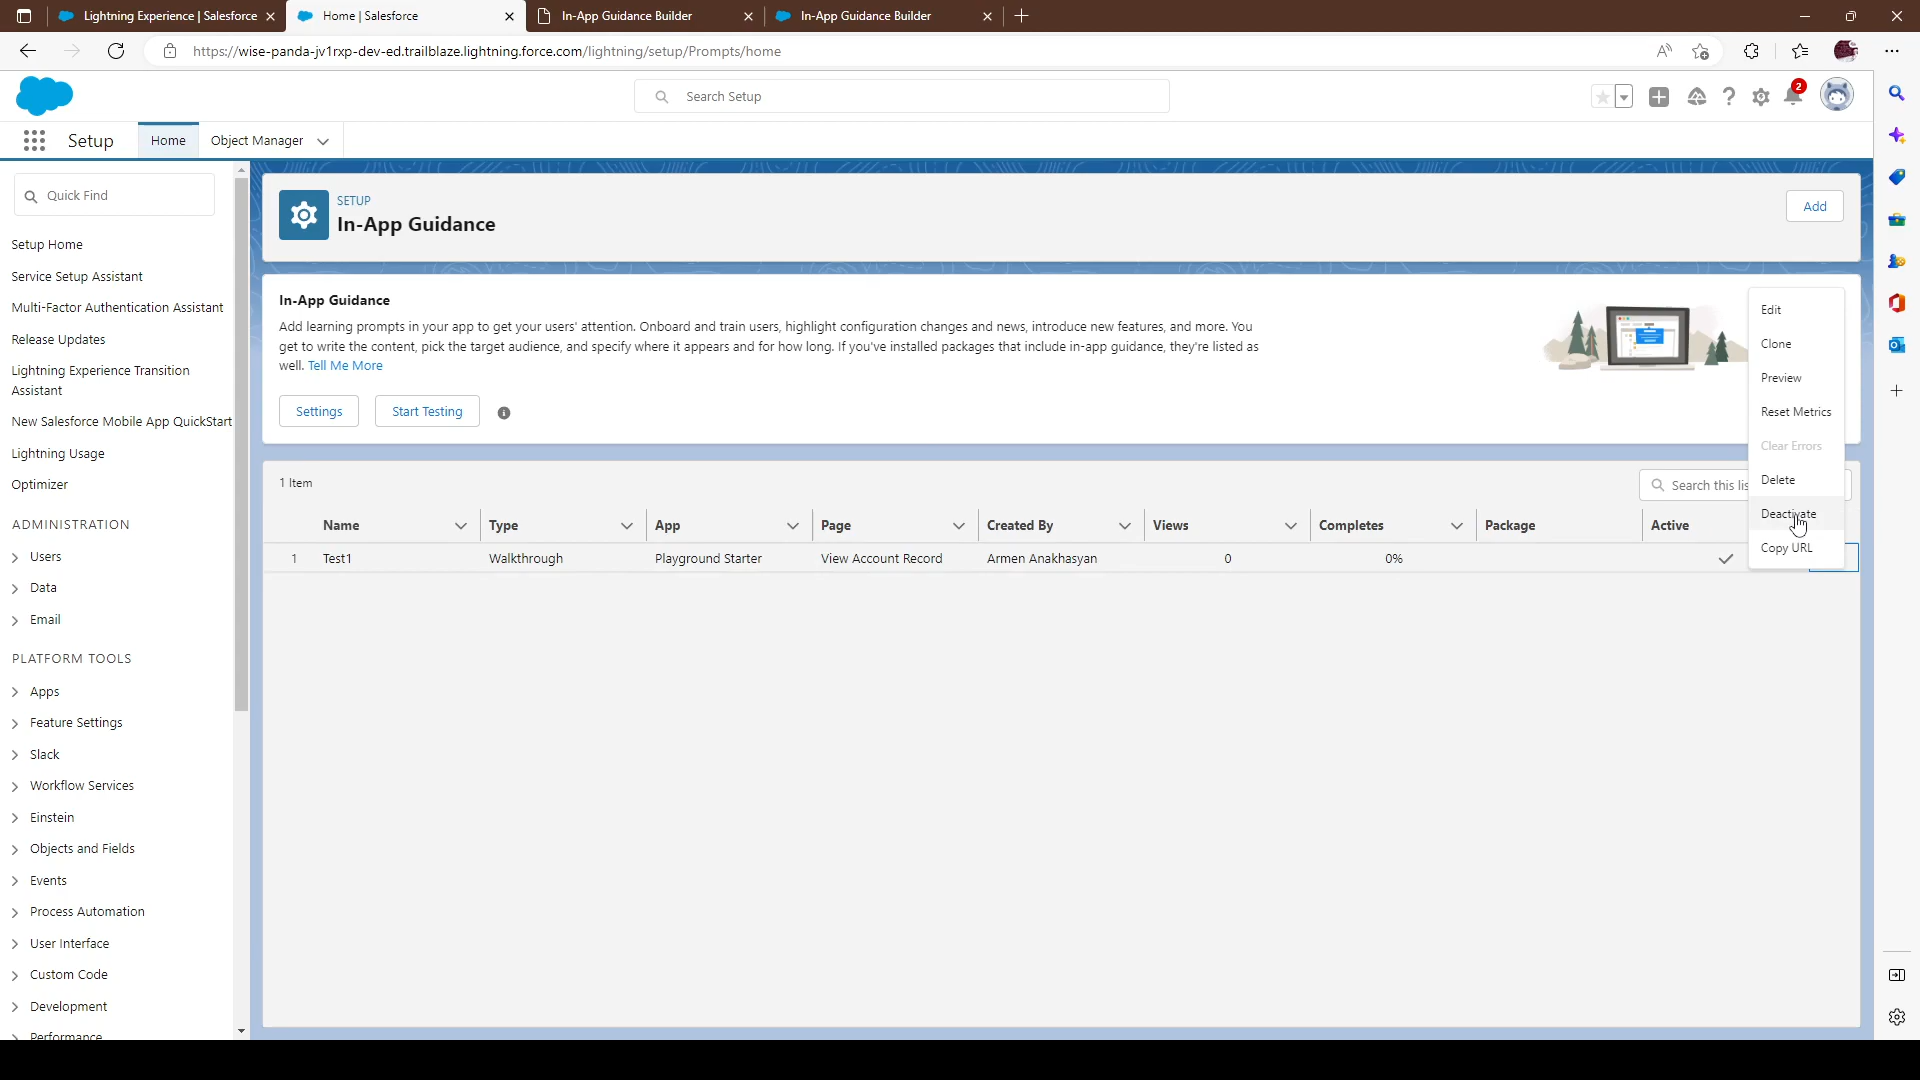 Lightning Experience | Salesforce
Home | Salesforce
In-App Guidance Builder
In-App Guidance Builder
https://wise-panda-jv1rxp-dev-ed.trailblaze.lightning.force.com/lightning/setup/Prompts/home
Search Setup
2
Setup
Home
Object Manager
Quick Find
Setup Home
Service Setup Assistant
Multi-Factor Authentication Assistant
Release Updates
Lightning Experience Transition
Assistant
New Salesforce Mobile App QuickStart
Lightning Usage
Optimizer
ADMINISTRATION
Users
Data
Email
PLATFORM TOOLS
Apps
Feature Settings
Slack
Workflow Services
Einstein
Objects and Fields
Events
Process Automation
User Interface
Custom Code
Development
Performance
SETUP
In-App Guidance
Add
In-App Guidance
Add learning prompts in your app to get your users' attention. Onboard and train users, highlight configuration changes and news, introduce new features, and more. You
get to write the content, pick the target audience, and specify where it appears and for how long. If you've installed packages that include in-app guidance, they're listed as
well. Tell Me More
Settings
Start Testing
Edit
Clone
Preview
Reset Metrics
Clear Errors
Delete
Deactivate
Copy URL
1 Item
Search this lis
Name Type App Page Created By Views Completes Package Active
1 Test1 Walkthrough Playground Starter View Account Record Armen Anakhasyan 0 0%